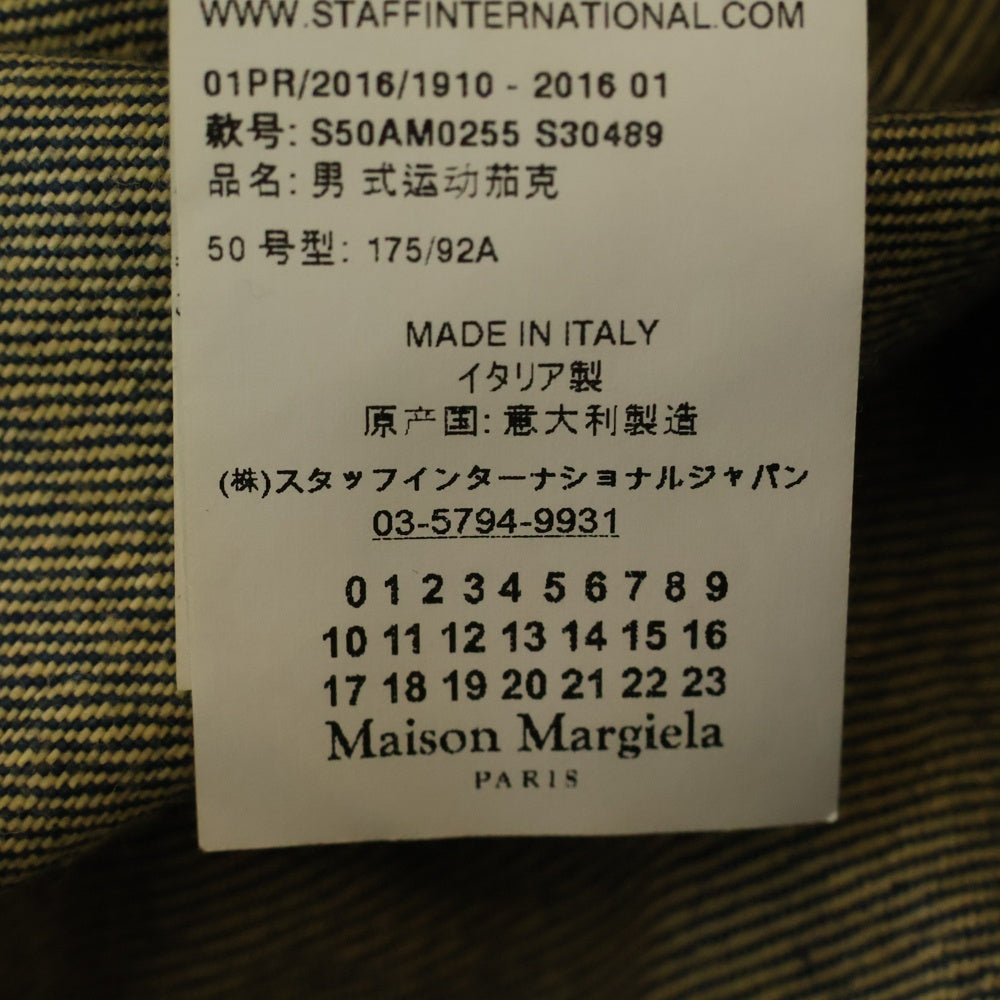 WWW.STAFFINTERNATIONAL.COM
01PR/2016/1910 - 2016 01
款号: S50AM0255 S30489
品名: 男 式运动茄克
50 号型: 175/92A
MADE IN ITALY
イタリア製
原产国: 意大利製造
(株)スタッフインターナショナルジャパン
03-5794-9931
0 1 2 3 4 5 6 7 8 9
10 11 12 13 14 15 16
17 18 19 20 21 22 23
Maison Margiela
PARIS